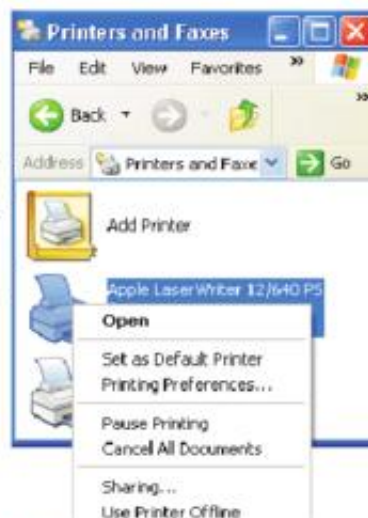 Printers and Faxes
File Edit View Favorites »
Back »
Address Printers and Faxe Go
Add Printer
Apple LaserWriter 12/640 PS
Open
Set as Default Printer
Printing Preferences...
Pause Printing
Cancel All Documents
Sharing...
Use Printer Offline